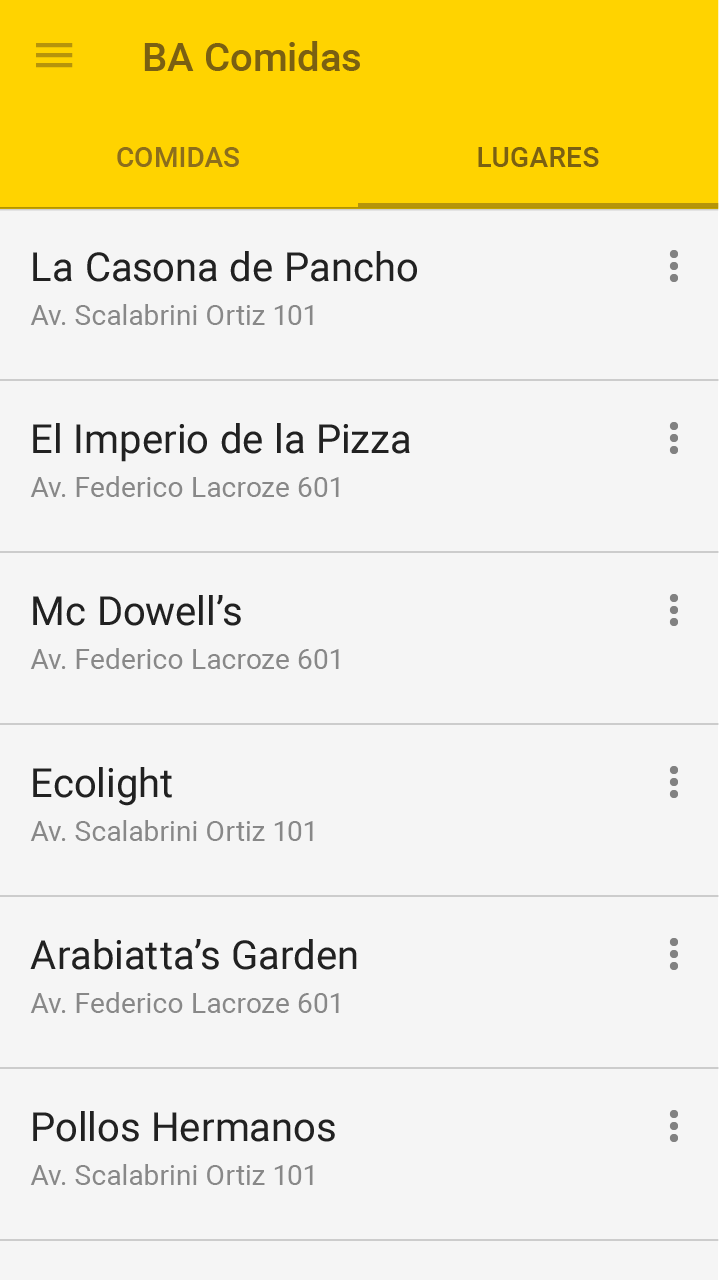 BA Comidas
COMIDAS
LUGARES
La Casona de Pancho
Av. Scalabrini Ortiz 101
El Imperio de la Pizza
Av. Federico Lacroze 601
Mc Dowell’s
Av. Federico Lacroze 601
Ecolight
Av. Scalabrini Ortiz 101
Arabiatta’s Garden
Av. Federico Lacroze 601
Pollos Hermanos
Av. Scalabrini Ortiz 101